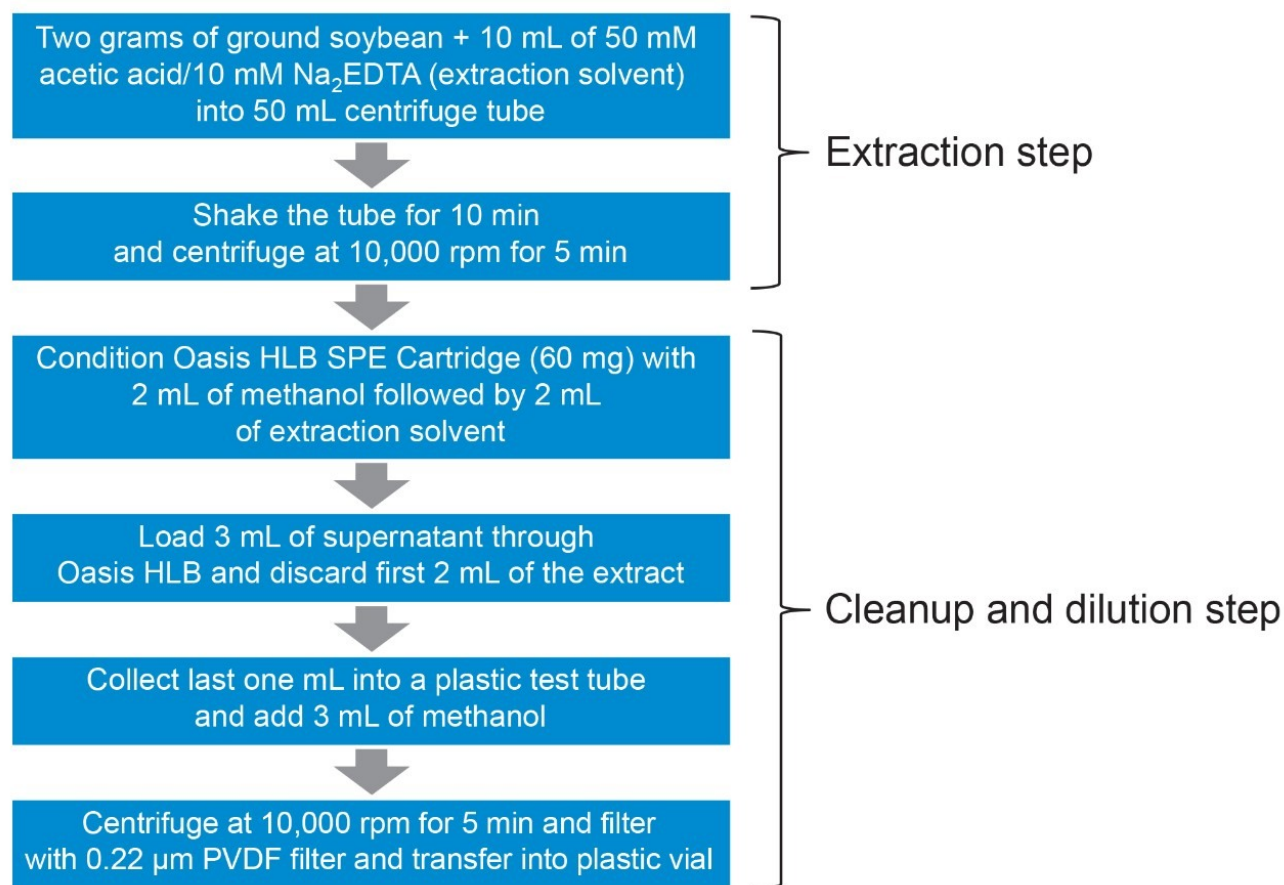 Two grams of ground soybean + 10 mL of 50 mM
acetic acid/10 mM Na₂EDTA (extraction solvent)
into 50 mL centrifuge tube
Extraction step
Shake the tube for 10 min
and centrifuge at 10,000 rpm for 5 min
Condition Oasis HLB SPE Cartridge (60 mg) with
2 mL of methanol followed by 2 mL
of extraction solvent
Load 3 mL of supernatant through
Oasis HLB and discard first 2 mL of the extract
Cleanup and dilution step
Collect last one mL into a plastic test tube
and add 3 mL of methanol
Centrifuge at 10,000 rpm for 5 min and filter
with 0.22 µm PVDF filter and transfer into plastic vial